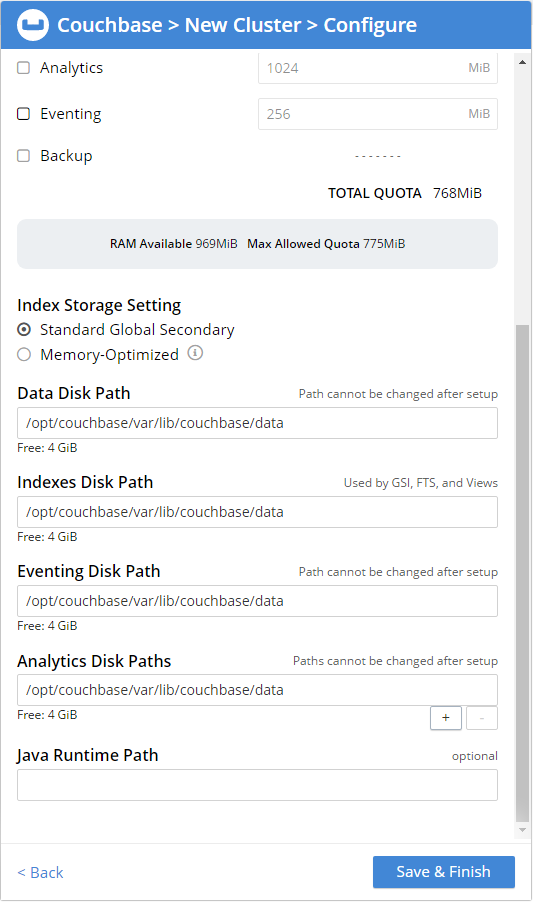 Couchbase > New Cluster > Configure
Analytics 1024 MiB
Eventing 256 MiB
Backup -------
TOTAL QUOTA 768MiB
RAM Available 969MiB Max Allowed Quota 775MiB
Index Storage Setting
Standard Global Secondary
Memory-Optimized
Data Disk Path Path cannot be changed after setup
/opt/couchbase/var/lib/couchbase/data
Free: 4 GiB
Indexes Disk Path Used by GSI, FTS, and Views
/opt/couchbase/var/lib/couchbase/data
Free: 4 GiB
Eventing Disk Path Path cannot be changed after setup
/opt/couchbase/var/lib/couchbase/data
Free: 4 GiB
Analytics Disk Paths Paths cannot be changed after setup
/opt/couchbase/var/lib/couchbase/data
Free: 4 GiB + -
Java Runtime Path optional
< Back Save & Finish